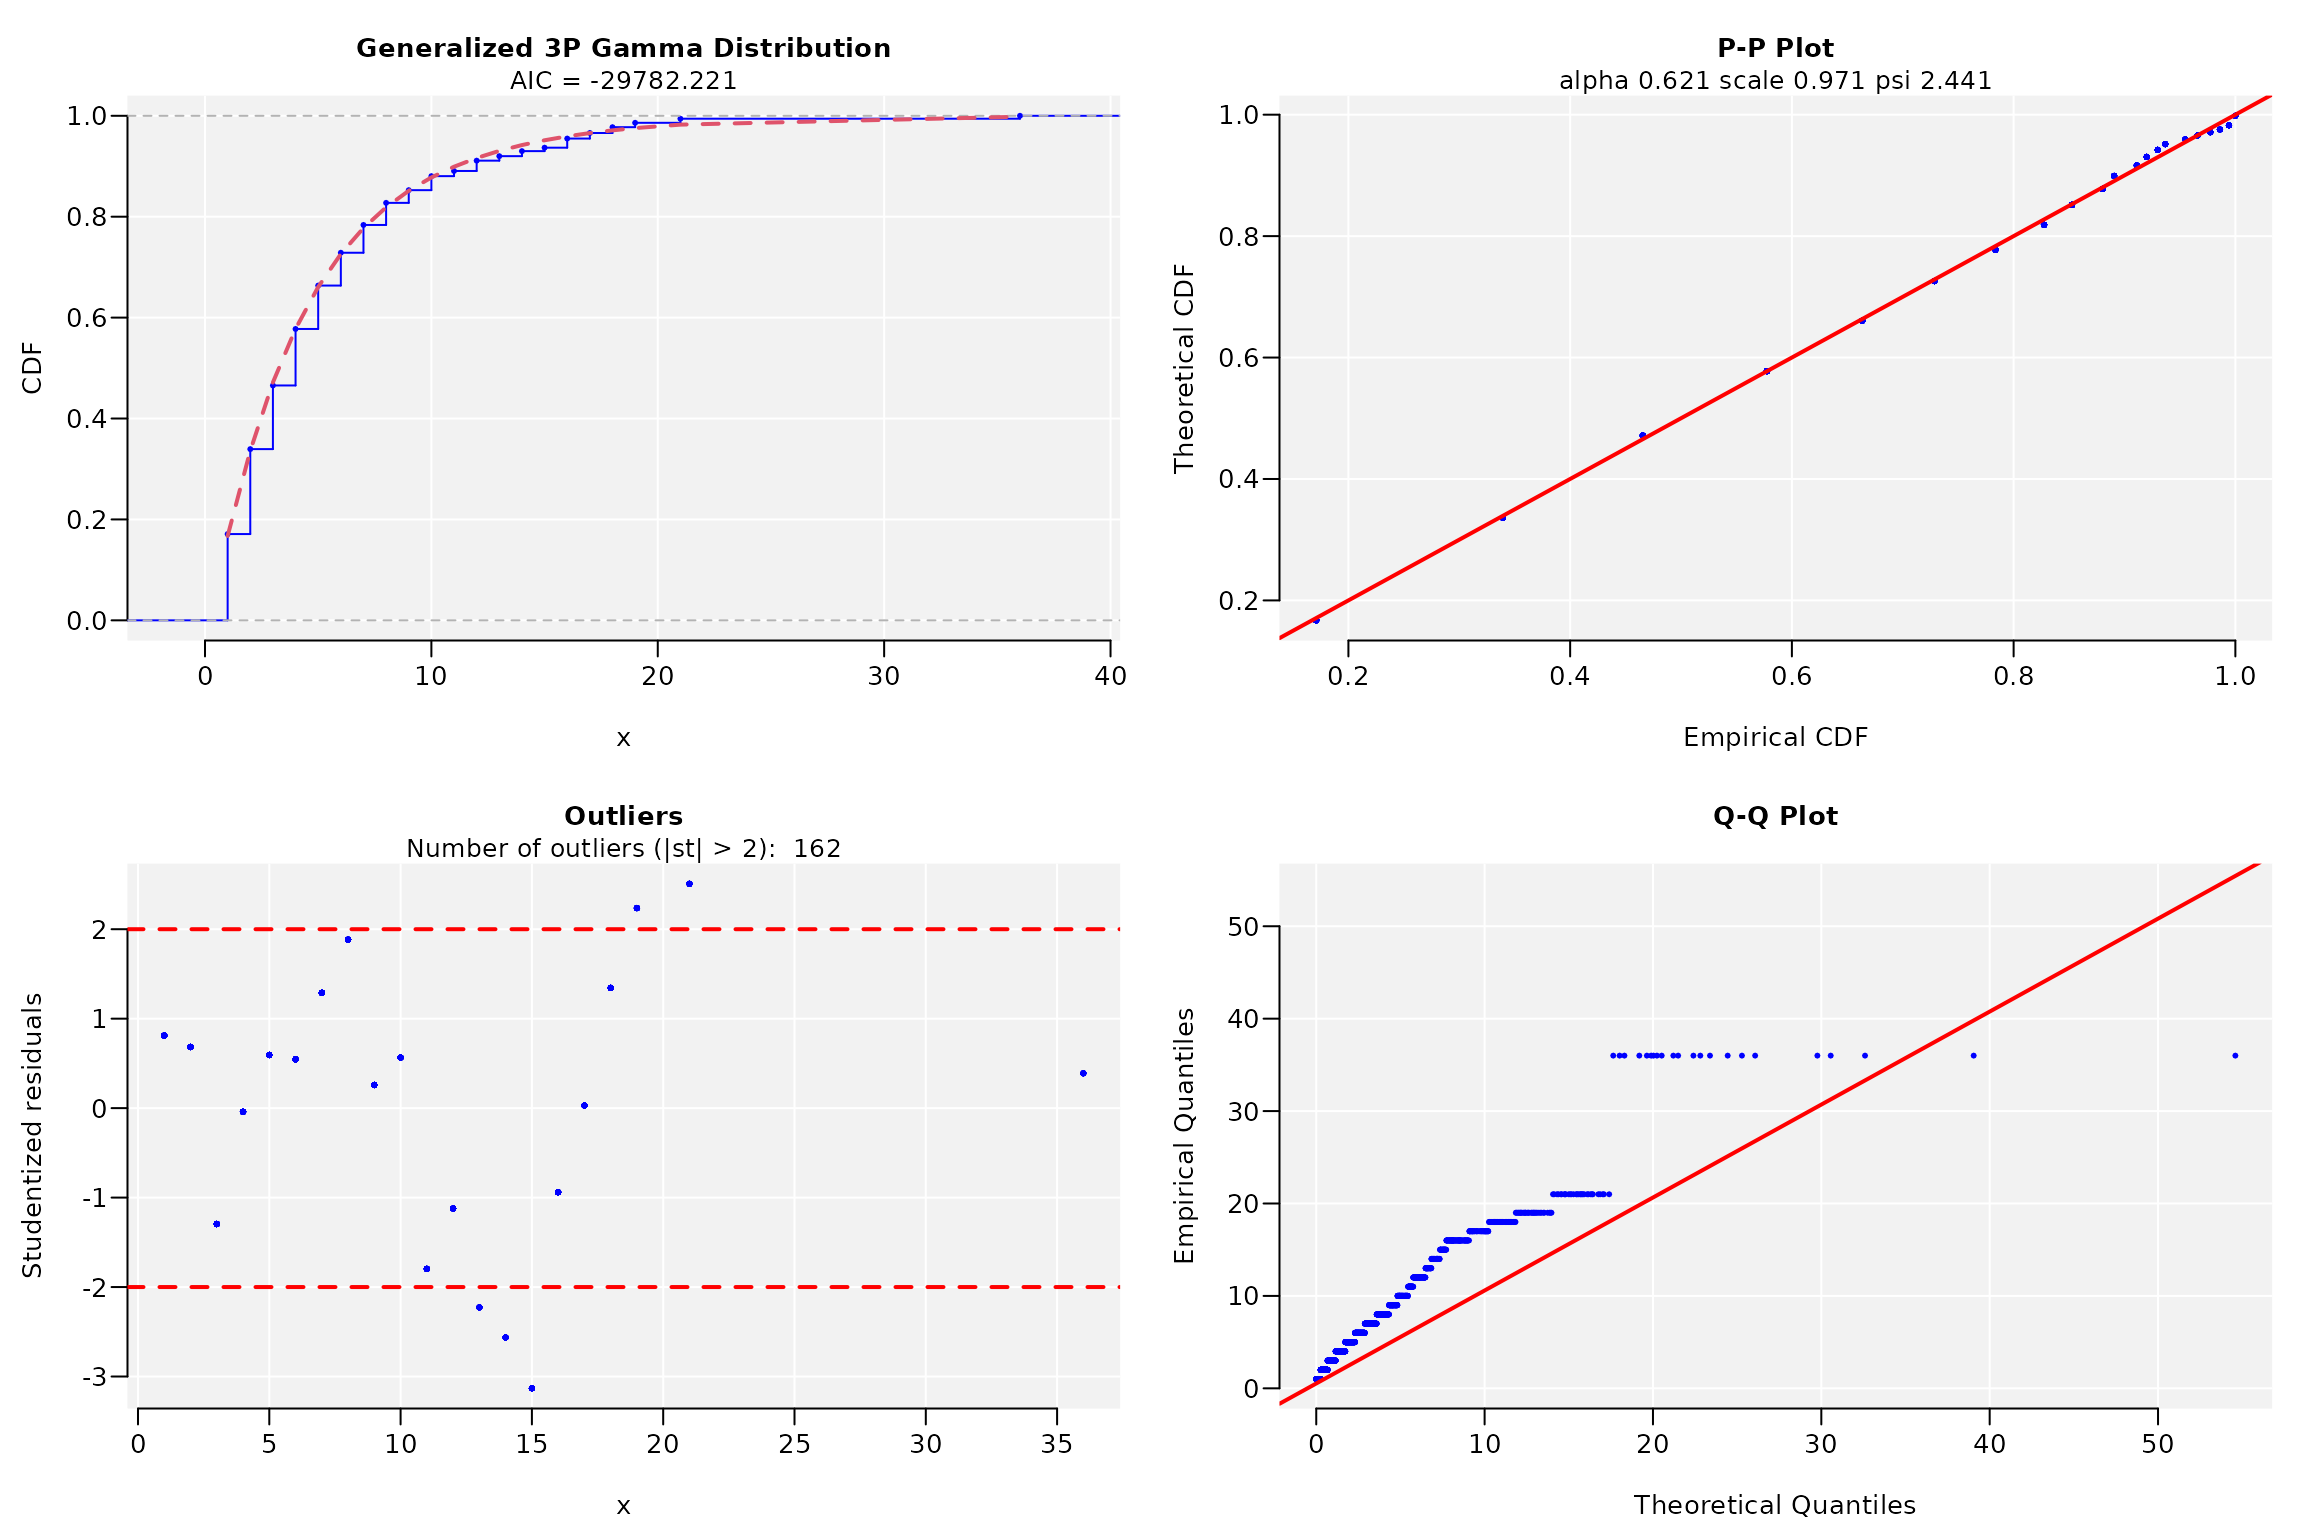 Generalized 3P Gamma Distribution
AIC = -29782.221
CDF
1.0
0.8
0.6
0.4
0.2
0.0
0 10 20 30 40
x
P-P Plot
alpha 0.621 scale 0.971 psi 2.441
Theoretical CDF
1.0
0.8
0.6
0.4
0.2
0.2 0.4 0.6 0.8 1.0
Empirical CDF
Outliers
Number of outliers (|st| > 2):  162
Studentized residuals
2
1
0
-1
-2
-3
0 5 10 15 20 25 30 35
x
Q-Q Plot
Empirical Quantiles
50
40
30
20
10
0
0 10 20 30 40 50
Theoretical Quantiles